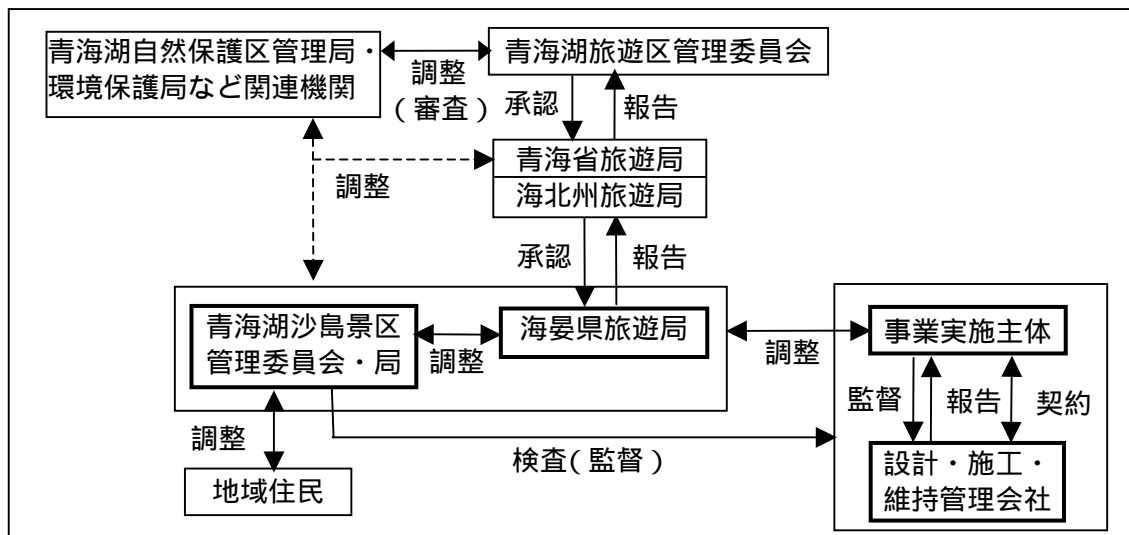 青海湖自然保護区管理局・
環境保護局など関連機関
調整
(審査)
青海湖旅遊区管理委員会
承認
報告
青海省旅遊局
海北州旅遊局
調整
承認
報告
青海湖沙島景区
管理委員会・局
調整
海晏県旅遊局
調整
事業実施主体
監督
報告
契約
設計・施工・
維持管理会社
調整
検査(監督)
地域住民